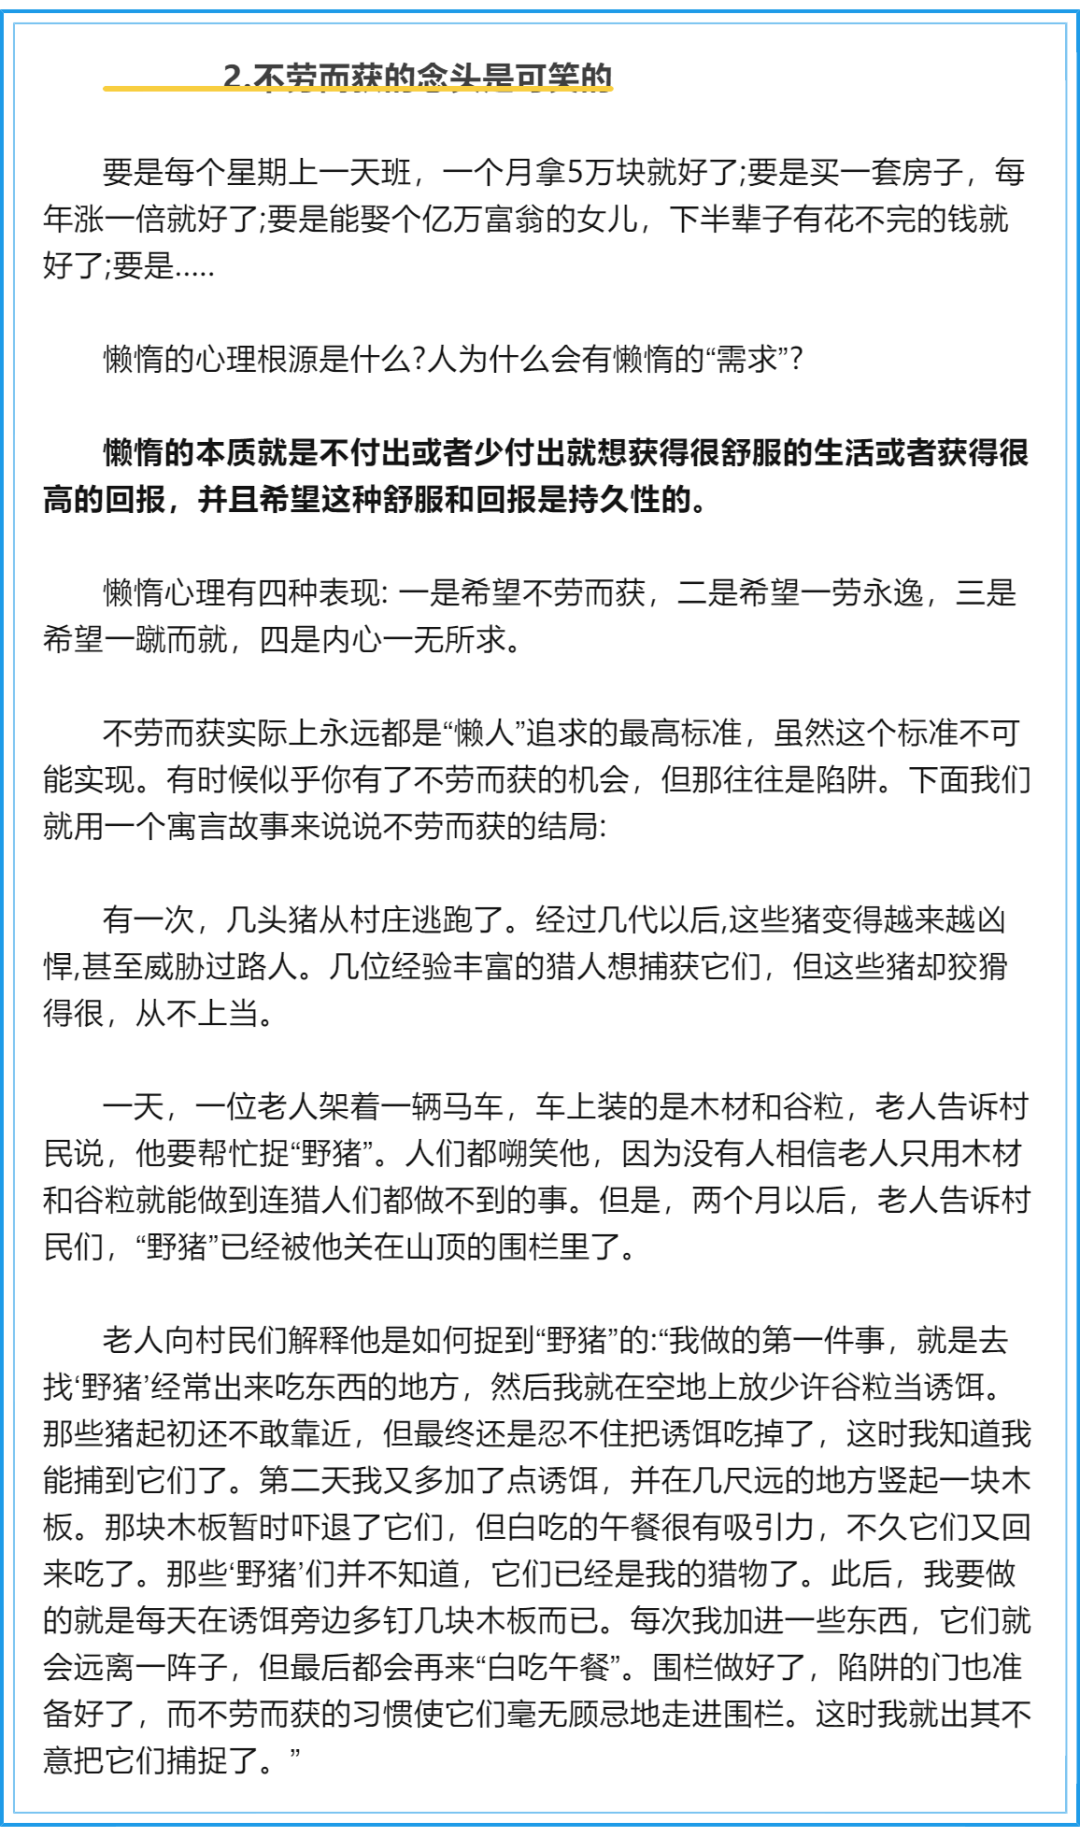 2.不劳而获的念头是可笑的
要是每个星期上一天班，一个月拿5万块就好了;要是买一套房子，每
年涨一倍就好了;要是能娶个亿万富翁的女儿，下半辈子有花不完的钱就
好了;要是.....
懒惰的心理根源是什么?人为什么会有懒惰的“需求”?
懒惰的本质就是不付出或者少付出就想获得很舒服的生活或者获得很
高的回报，并且希望这种舒服和回报是持久性的。
懒惰心理有四种表现: 一是希望不劳而获，二是希望一劳永逸，三是
希望一蹴而就，四是内心一无所求。
不劳而获实际上永远都是“懒人”追求的最高标准，虽然这个标准不可
能实现。有时候似乎你有了不劳而获的机会，但那往往是陷阱。下面我们
就用一个寓言故事来说说不劳而获的结局:
有一次，几头猪从村庄逃跑了。经过几代以后,这些猪变得越来越凶
悍,甚至威胁过路人。几位经验丰富的猎人想捕获它们，但这些猪却狡猾
得很，从不上当。
一天，一位老人架着一辆马车，车上装的是木材和谷粒，老人告诉村
民说，他要帮忙捉“野猪”。人们都嘲笑他，因为没有人相信老人只用木材
和谷粒就能做到连猎人们都做不到的事。但是，两个月以后，老人告诉村
民们，“野猪”已经被他关在山顶的围栏里了。
老人向村民们解释他是如何捉到“野猪”的:“我做的第一件事，就是去
找‘野猪’经常出来吃东西的地方，然后我就在空地上放少许谷粒当诱饵。
那些猪起初还不敢靠近，但最终还是忍不住把诱饵吃掉了，这时我知道我
能捕到它们了。第二天我又多加了点诱饵，并在几尺远的地方竖起一块木
板。那块木板暂时吓退了它们，但白吃的午餐很有吸引力，不久它们又回
来吃了。那些‘野猪’们并不知道，它们已经是我的猎物了。此后，我要做
的就是每天在诱饵旁边多钉几块木板而已。每次我加进一些东西，它们就
会远离一阵子，但最后都会再来“白吃午餐”。围栏做好了，陷阱的门也准
备好了，而不劳而获的习惯使它们毫无顾忌地走进围栏。这时我就出其不
意把它们捕捉了。”